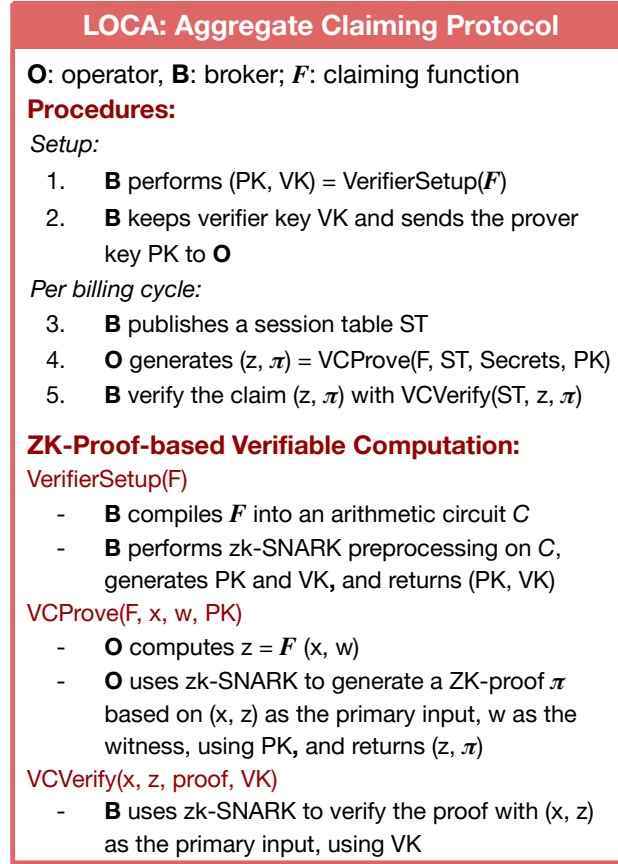 LOCA: Aggregate Claiming Protocol
O: operator, B: broker; F: claiming function
Procedures:
Setup:
1. B performs (PK, VK) = VerifierSetup(F)
2. B keeps verifier key VK and sends the prover
key PK to O
Per billing cycle:
3. B publishes a session table ST
4. O generates (z, π) = VCProve(F, ST, Secrets, PK)
5. B verify the claim (z, π) with VCVerify(ST, z, π)
ZK-Proof-based Verifiable Computation:
VerifierSetup(F)
- B compiles F into an arithmetic circuit C
- B performs zk-SNARK preprocessing on C,
generates PK and VK, and returns (PK, VK)
VCProve(F, x, w, PK)
- O computes z = F (x, w)
- O uses zk-SNARK to generate a ZK-proof π
based on (x, z) as the primary input, w as the
witness, using PK, and returns (z, π)
VCVerify(x, z, proof, VK)
- B uses zk-SNARK to verify the proof with (x, z)
as the primary input, using VK